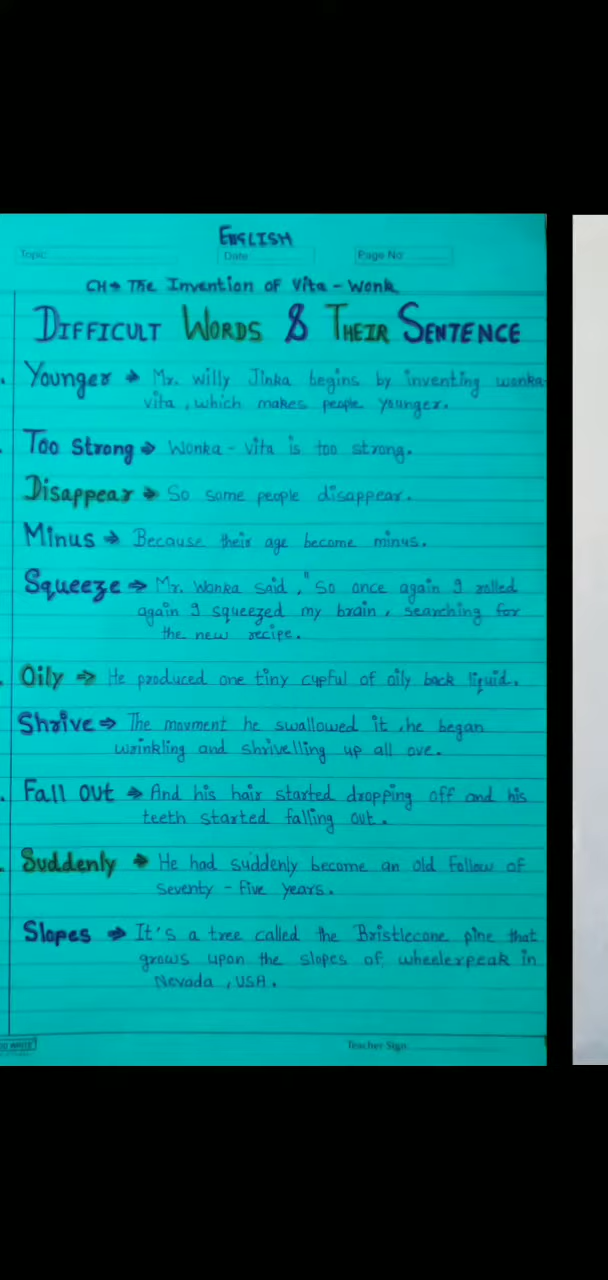 ENGLISH
Topic: Date: Page No:
CH→ The Invention of Vita - Wonk
DIFFICULT WORDS & THEIR SENTENCE
Younger → Mr. willy Jinka begins by inventing wonka-
vita, which makes people younger.
Too Strong → Wonka - Vita is too strong.
Disappear → So some people disappear.
Minus → Because their age become minus.
Squeeze → Mr. Wonka said, "So once again I rolled
again I squeezed my brain, searching for
the new recipe.
Oily → He produced one tiny cupful of oily back liquid.
Shrive → The movment he swallowed it, he began
wrinkling and shrivelling up all ove.
Fall out → And his hair started dropping off and his
teeth started falling out.
Suddenly → He had suddenly become an old follow of
Seventy - Five years.
Slopes → It's a tree called the Bristlecone pine that
grows upon the slopes of wheelerpeak in
Nevada, USA.
Teacher Sign: